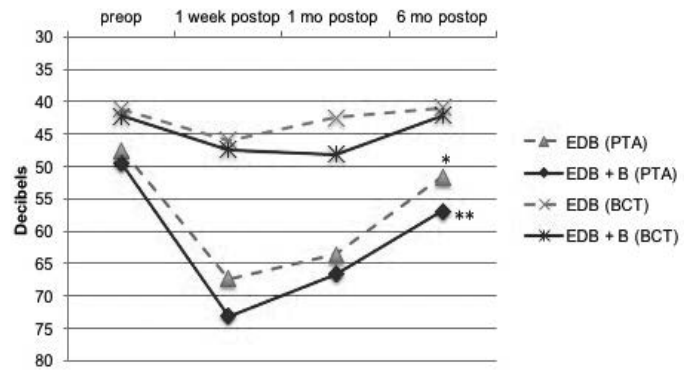 preop 1 week postop 1 mo postop 6 mo postop
30
35
40
45
50
55
60
65
70
75
80
Decibels
*
**
EDB (PTA)
EDB + B (PTA)
EDB (BCT)
EDB + B (BCT)